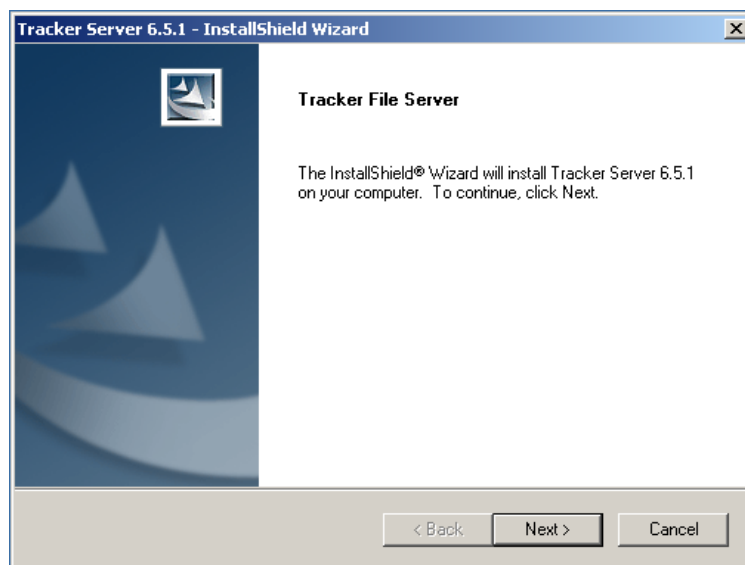 Tracker Server 6.5.1 - InstallShield Wizard
Tracker File Server
The InstallShield® Wizard will install Tracker Server 6.5.1
on your computer. To continue, click Next.
< Back
Next >
Cancel